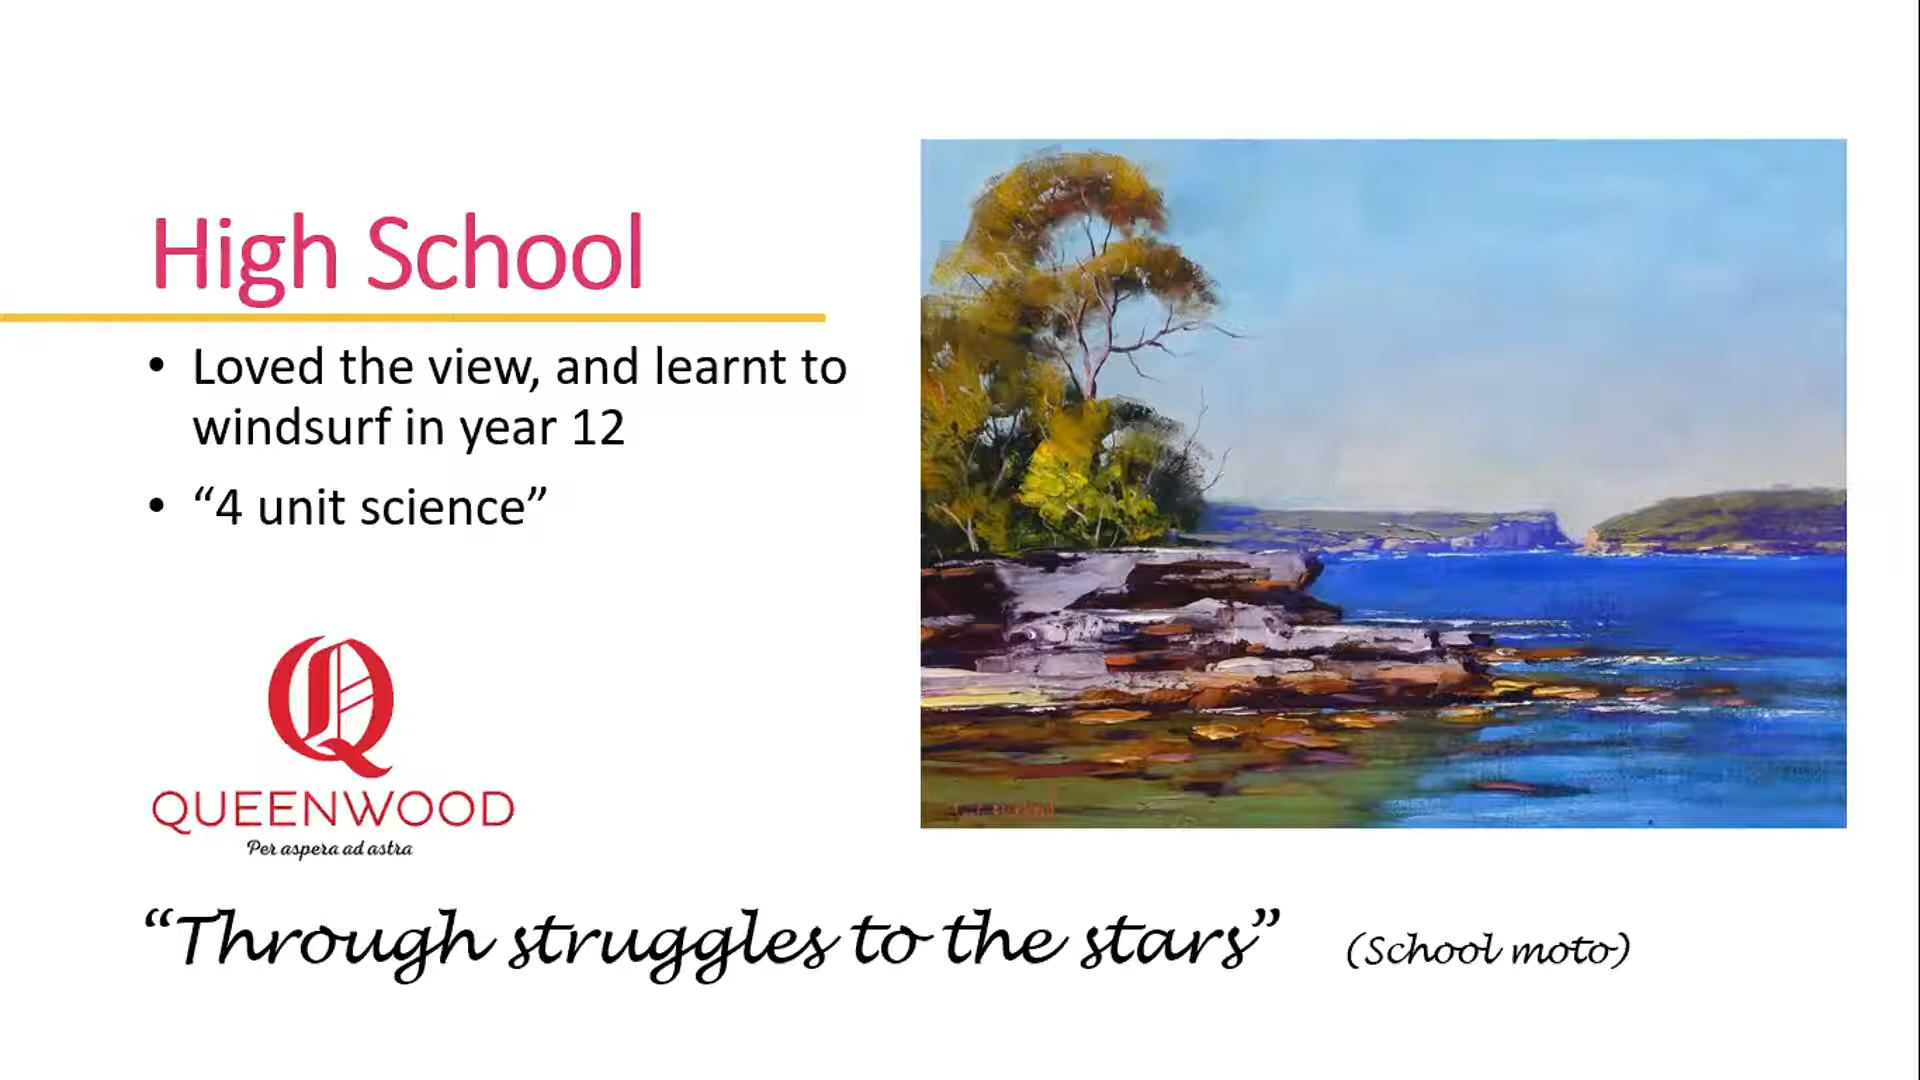 High School
• Loved the view, and learnt to
windsurf in year 12
• “4 unit science”
QUEENWOOD
Per aspera ad astra
“Through struggles to the stars” (School moto)